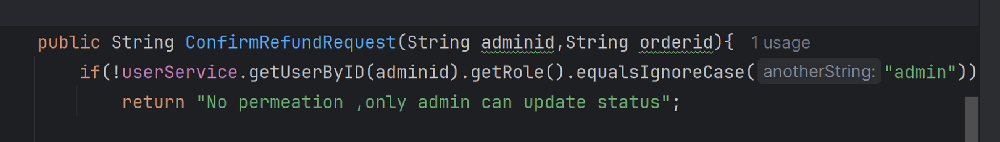 public String ConfirmRefundRequest(String adminid,String orderid){ 1 usage
if(!userService.getUserByID(adminid).getRole().equalsIgnoreCase( anotherString: "admin"))
return "No permeation ,only admin can update status";